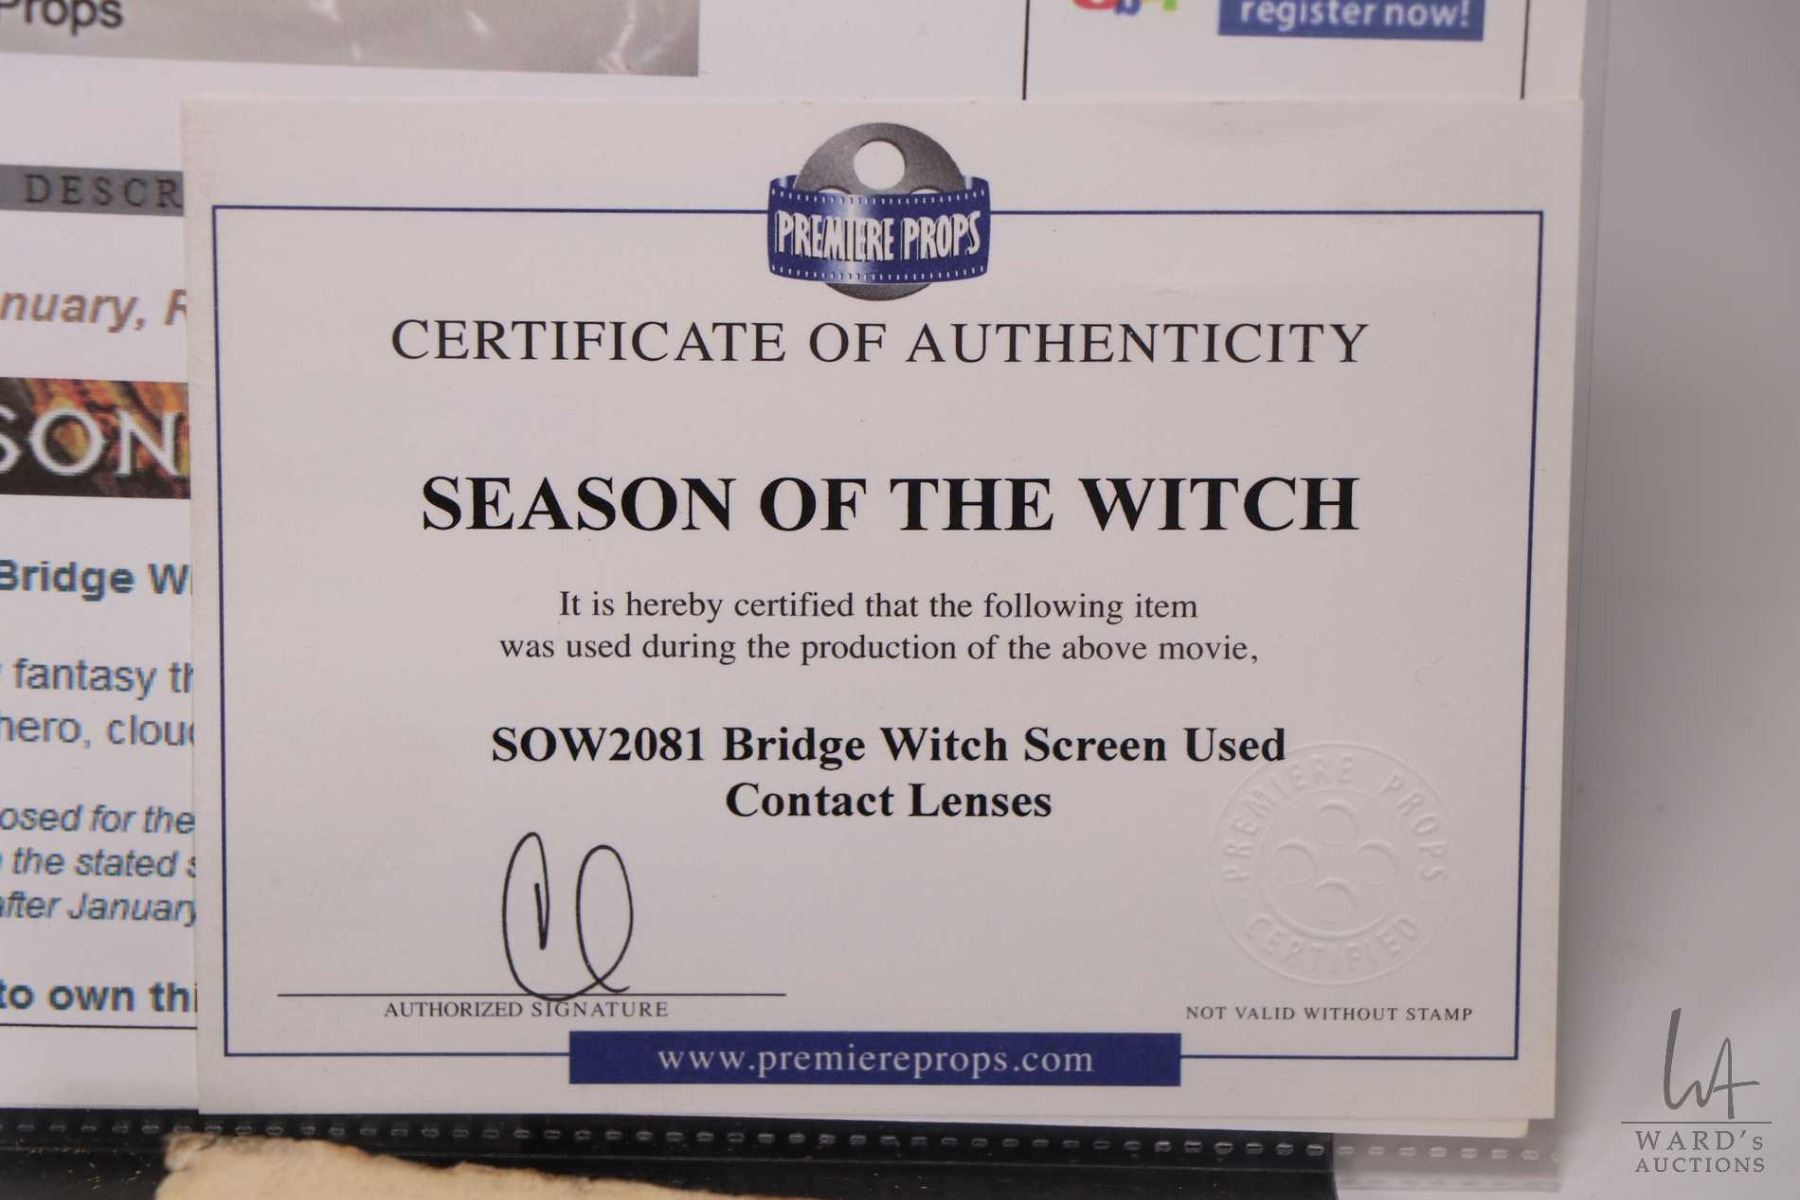 Props
register now!
DESCR
nuary,
SON
Bridge
fantasy
hero,
osed for the
the stated
after January
to own thi
PREMIERE PROPS
CERTIFICATE OF AUTHENTICITY
SEASON OF THE WITCH
It is hereby certified that the following item
was used during the production of the above movie,
SOW2081 Bridge Witch Screen Used
Contact Lenses
PREMIERE PROPS
CERTIFIED
AUTHORIZED SIGNATURE
NOT VALID WITHOUT STAMP
www.premiereprops.com
WA
WARD's
AUCTIONS